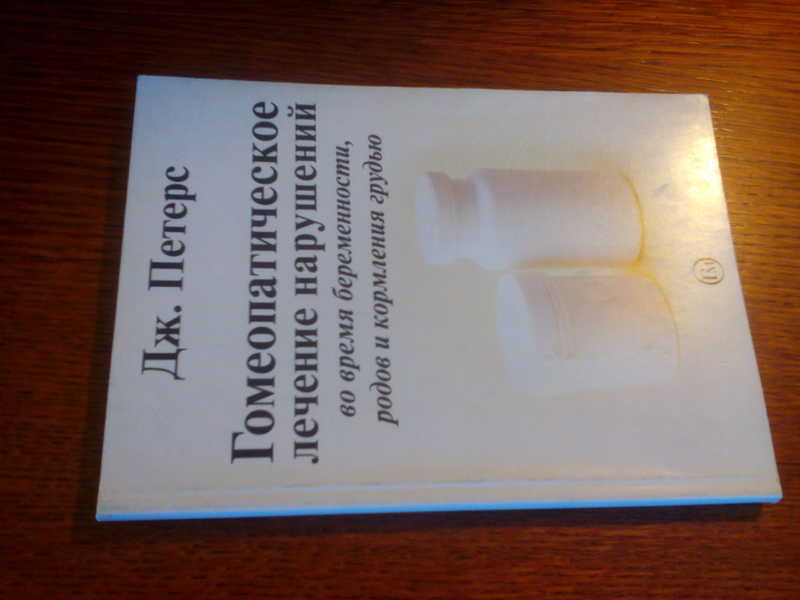 Дж. Петерс
Гомеопатическое
лечение нарушений
во время беременности,
родов и кормления грудью